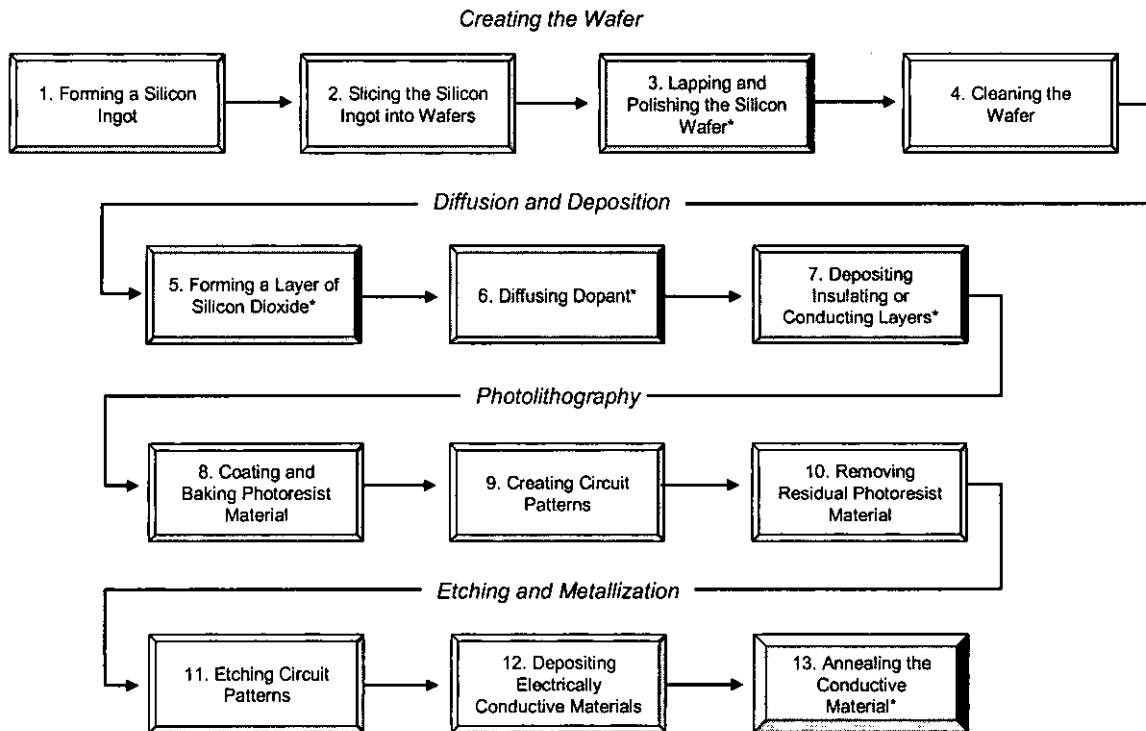 Creating the Wafer
1. Forming a Silicon
Ingot
2. Slicing the Silicon
Ingot into Wafers
3. Lapping and
Polishing the Silicon
Wafer*
4. Cleaning the
Wafer
Diffusion and Deposition
5. Forming a Layer of
Silicon Dioxide*
6. Diffusing Dopant*
7. Depositing
Insulating or
Conducting Layers*
Photolithography
8. Coating and
Baking Photoresist
Material
9. Creating Circuit
Patterns
10. Removing
Residual Photoresist
Material
Etching and Metallization
11. Etching Circuit
Patterns
12. Depositing
Electrically
Conductive Materials
13. Annealing the
Conductive
Material*